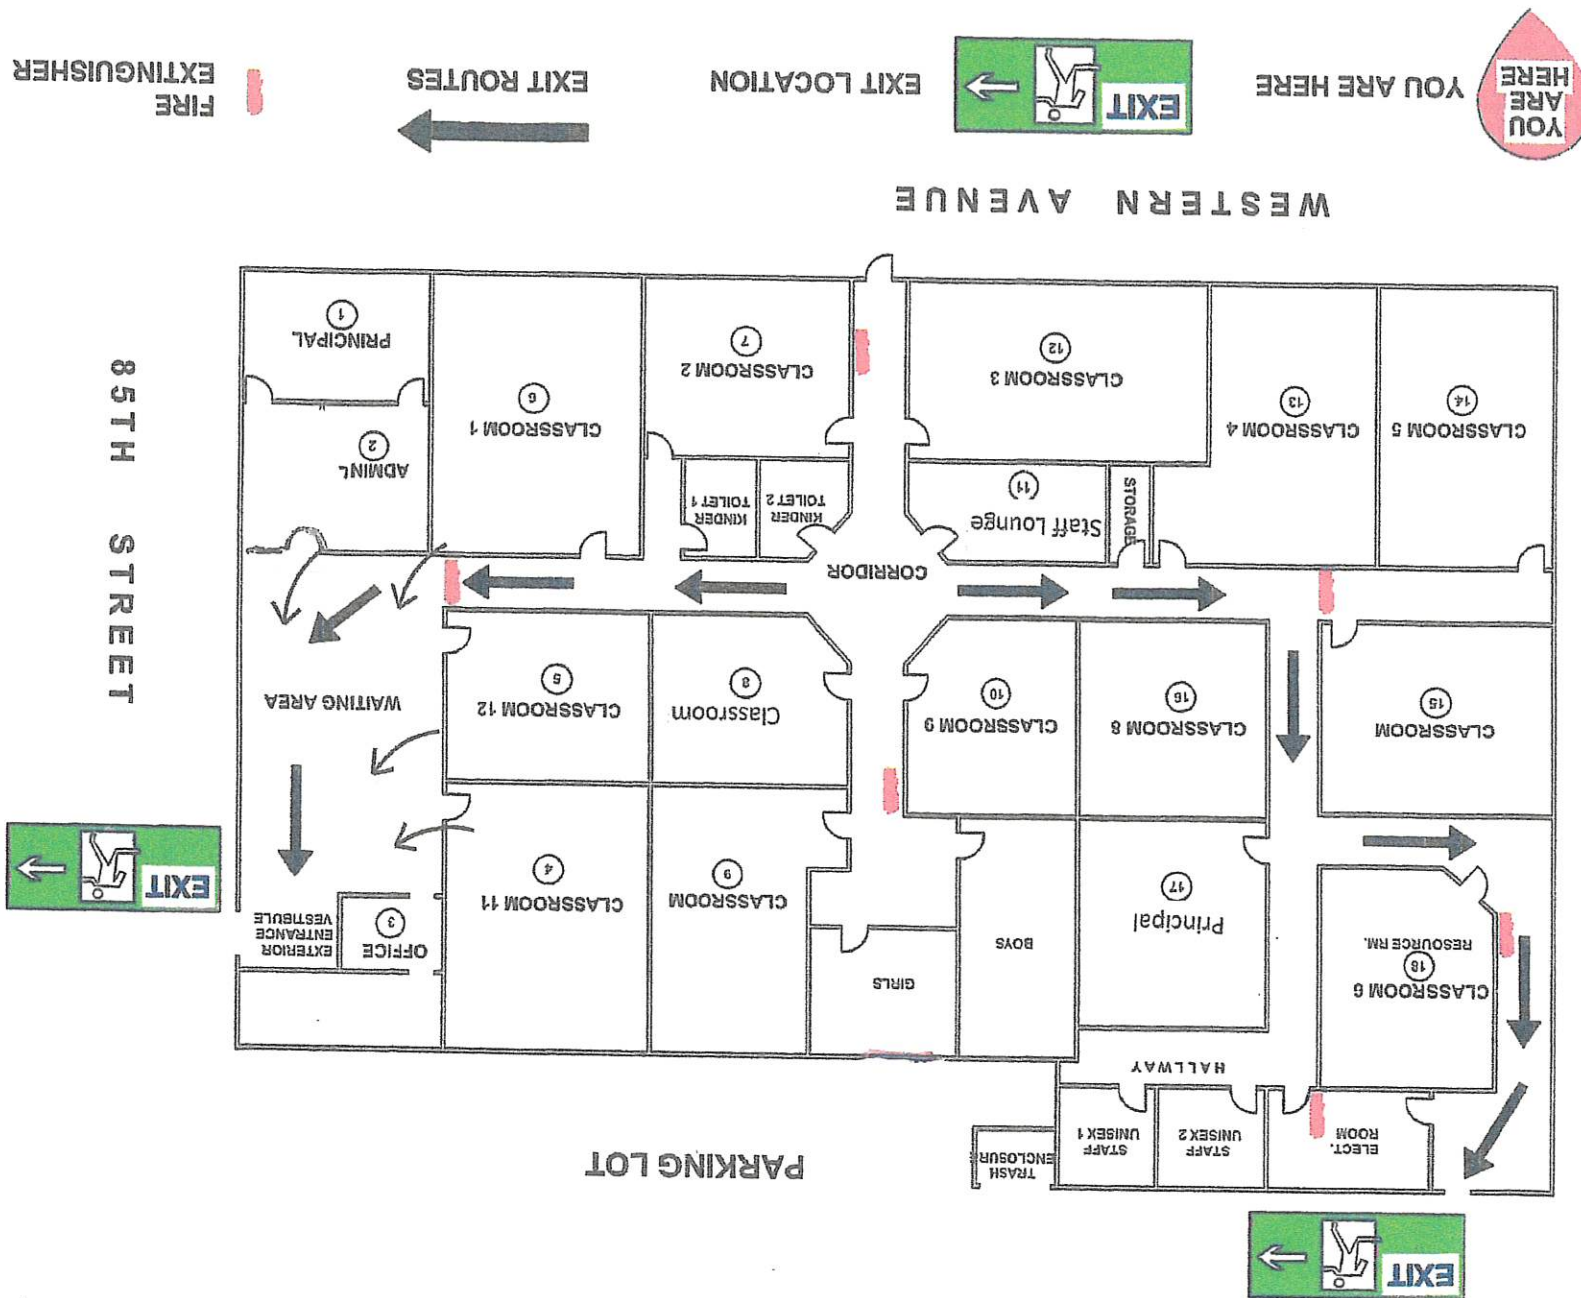 EXIT
PARKING LOT
ELECT.
ROOM
STAFF
UNISEX 2
STAFF
UNISEX 1
TRASH
ENCLOSUR
HALLWAY
CLASSROOM 6
18
RESOURCE RM.
Principal
17
BOYS
GIRLS
CLASSROOM
9
CLASSROOM 11
4
OFFICE
3
EXTERIOR
ENTRANCE
VESTIBULE
EXIT
CLASSROOM
15
CLASSROOM 8
16
CLASSROOM 9
10
Classroom
8
CLASSROOM 12
5
WAITING AREA
85TH STREET
CORRIDOR
CLASSROOM 5
14
CLASSROOM 4
13
STORAGE
Staff Lounge
11
CLASSROOM 3
12
KINDER
TOILET 2
KINDER
TOILET 1
CLASSROOM 2
7
CLASSROOM 1
6
ADMIN'L
2
PRINCIPAL
1
WESTERN AVENUE
YOU
ARE
HERE
YOU ARE HERE
EXIT
EXIT LOCATION
EXIT ROUTES
FIRE
EXTINGUISHER